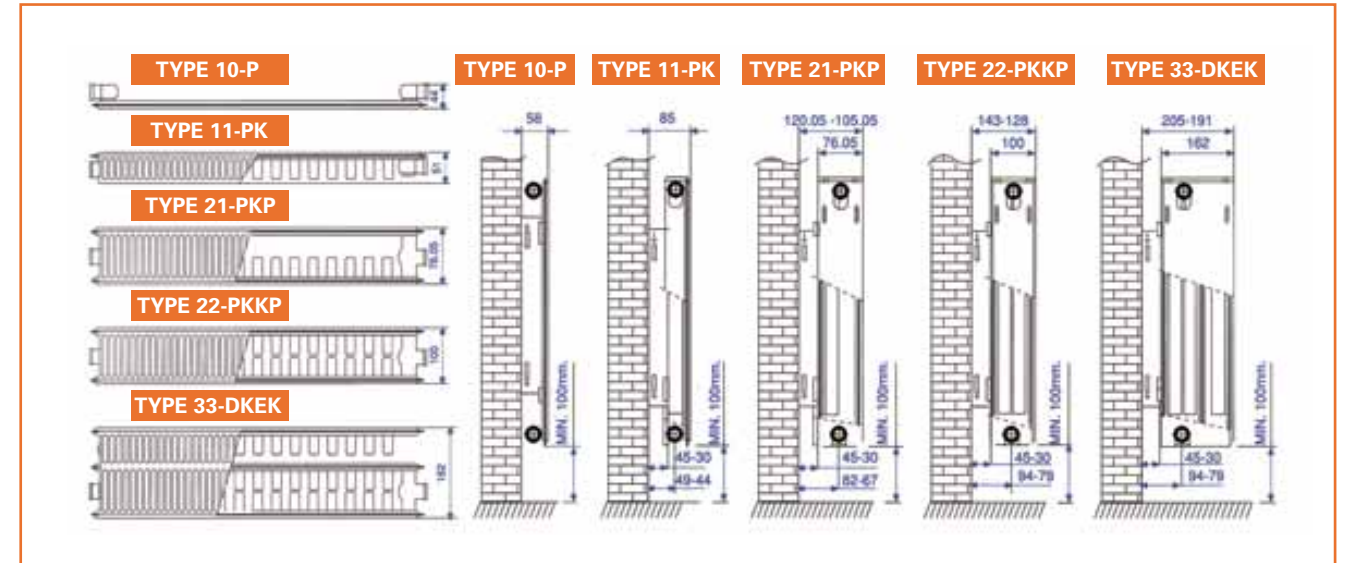 TYPE 10-P
44
TYPE 11-PK
51
TYPE 21-PKP
76.05
TYPE 22-PKKP
100
TYPE 33-DKEK
162
TYPE 10-P
58
MIN. 100mm.
TYPE 11-PK
85
MIN. 100mm.
45-30
49-44
TYPE 21-PKP
120.05 -105.05
76.05
MIN. 100mm.
45-30
82-67
TYPE 22-PKKP
143-128
100
MIN. 100mm.
45-30
94-79
TYPE 33-DKEK
205-191
162
MIN. 100mm.
45-30
94-79